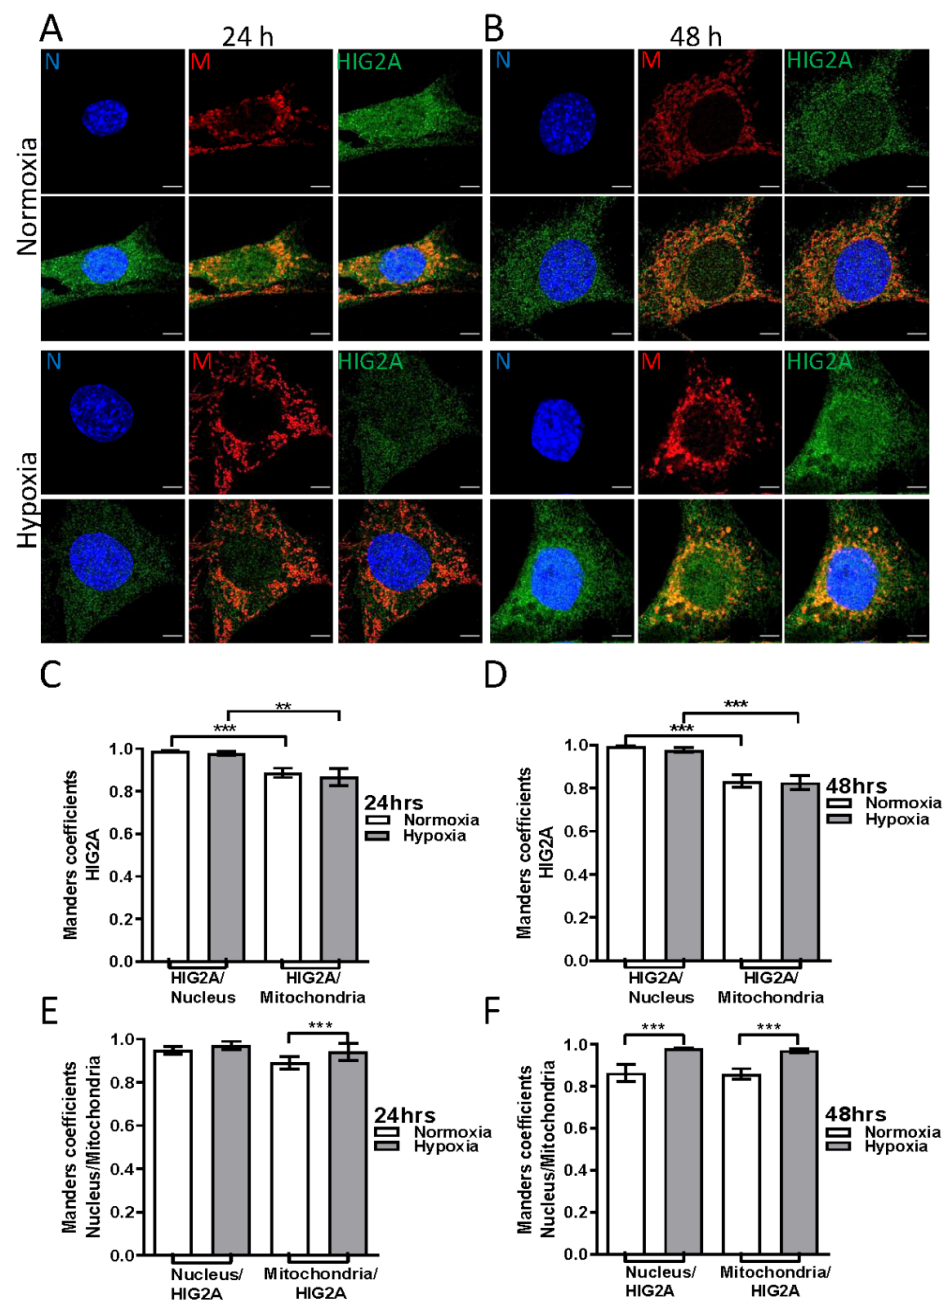 A
24 h
B
48 h
N
M
HIG2A
N
M
HIG2A
Normoxia
N
M
HIG2A
N
M
HIG2A
Hypoxia
C
**
***
Manders coefficients
HIG2A
1.0
0.8
0.6
0.4
0.2
0.0
24hrs
Normoxia
Hypoxia
HIG2A/
Nucleus
HIG2A/
Mitochondria
D
***
***
Manders coefficients
HIG2A
1.0
0.8
0.6
0.4
0.2
0.0
48hrs
Normoxia
Hypoxia
HIG2A/
Nucleus
HIG2A/
Mitochondria
E
***
Manders coefficients
Nucleus/Mitochondria
1.0
0.8
0.6
0.4
0.2
0.0
24hrs
Normoxia
Hypoxia
Nucleus/
HIG2A
Mitochondria/
HIG2A
F
***
***
Manders coefficients
Nucleus/Mitochondria
1.0
0.8
0.6
0.4
0.2
0.0
48hrs
Normoxia
Hypoxia
Nucleus/
HIG2A
Mitochondria/
HIG2A